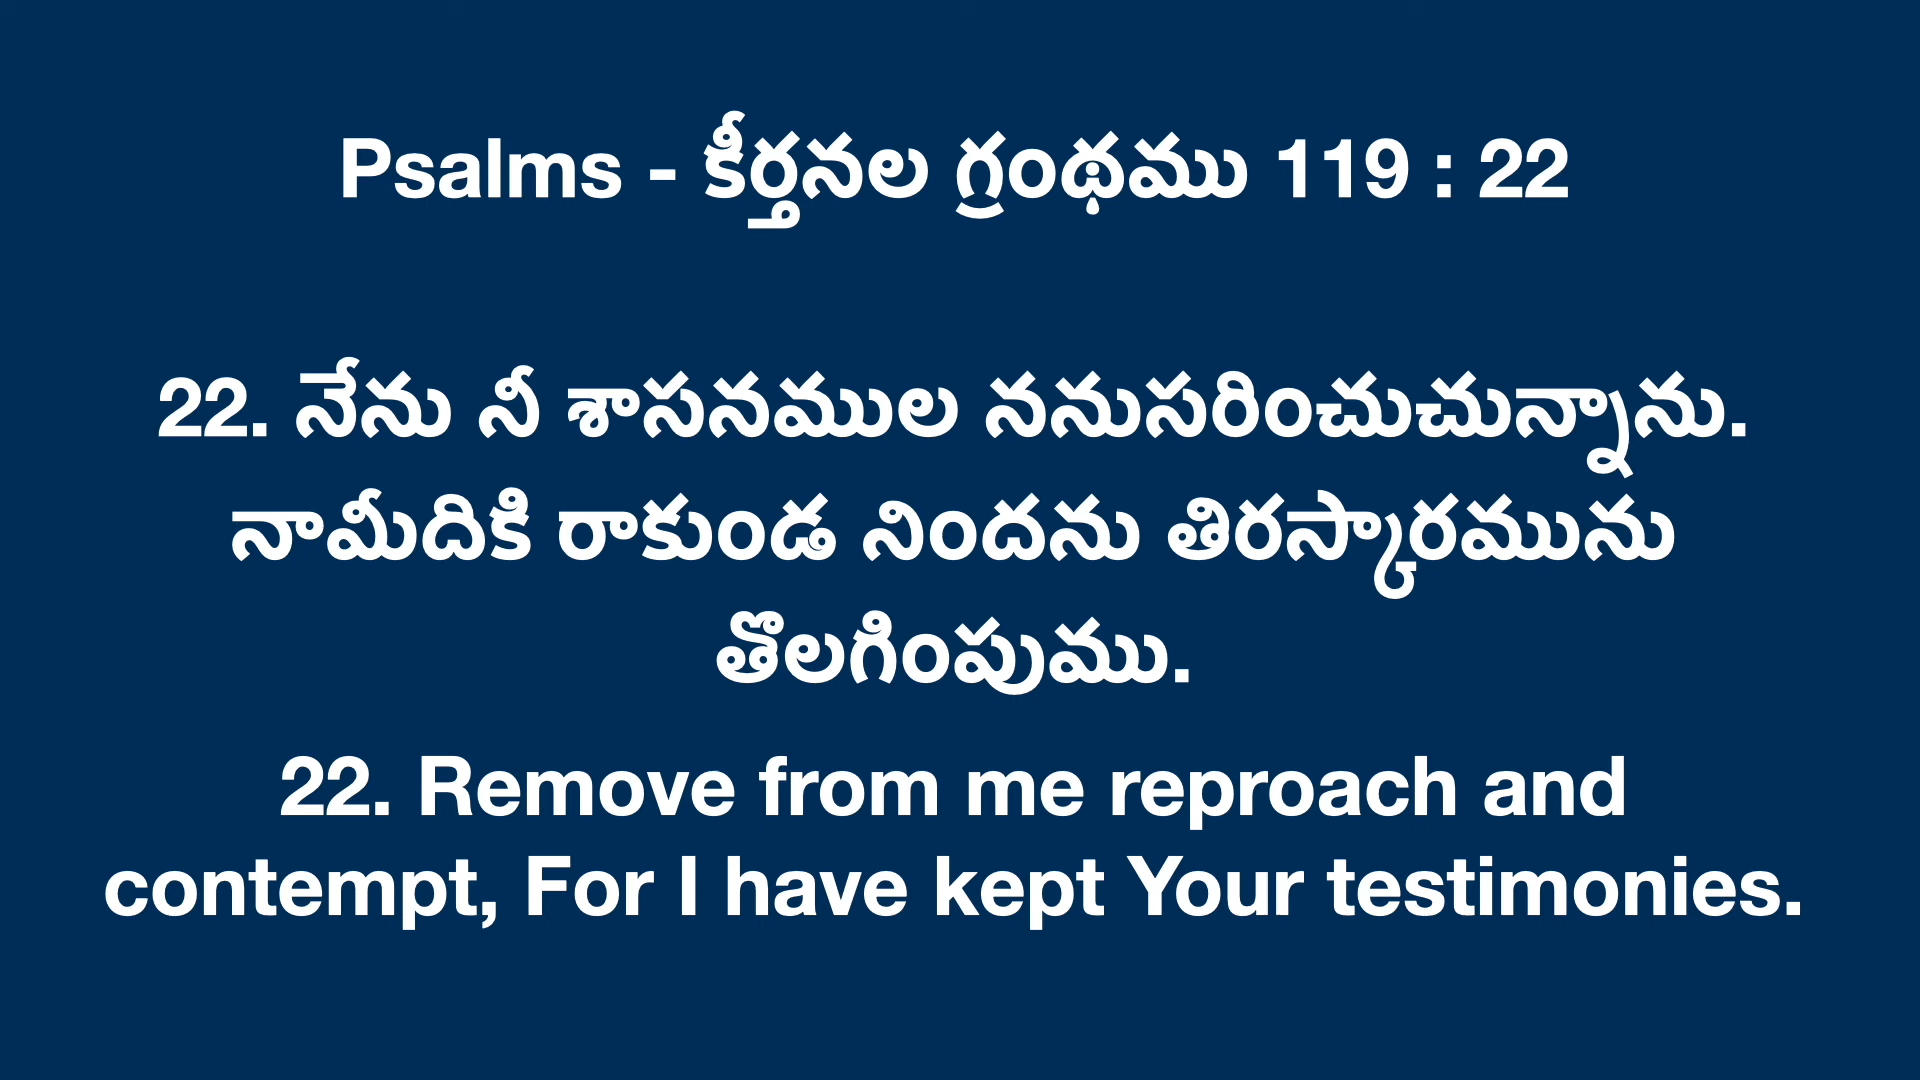 Psalms - కీర్తనల గ్రంథము 119 : 22
22. నేను నీ శాసనముల ననుసరించుచున్నాను.
నామీదికి రాకుండ నిందను తిరస్కారమును
తొలగింపుము.
22. Remove from me reproach and
contempt, For I have kept Your testimonies.